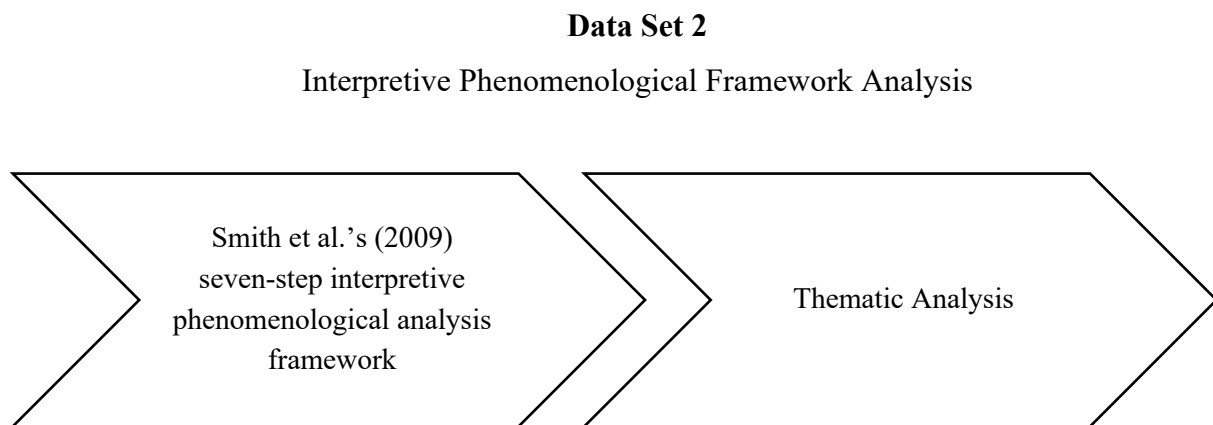 Data Set 2
Interpretive Phenomenological Framework Analysis
Smith et al.’s (2009)
seven-step interpretive
phenomenological analysis
framework
Thematic Analysis